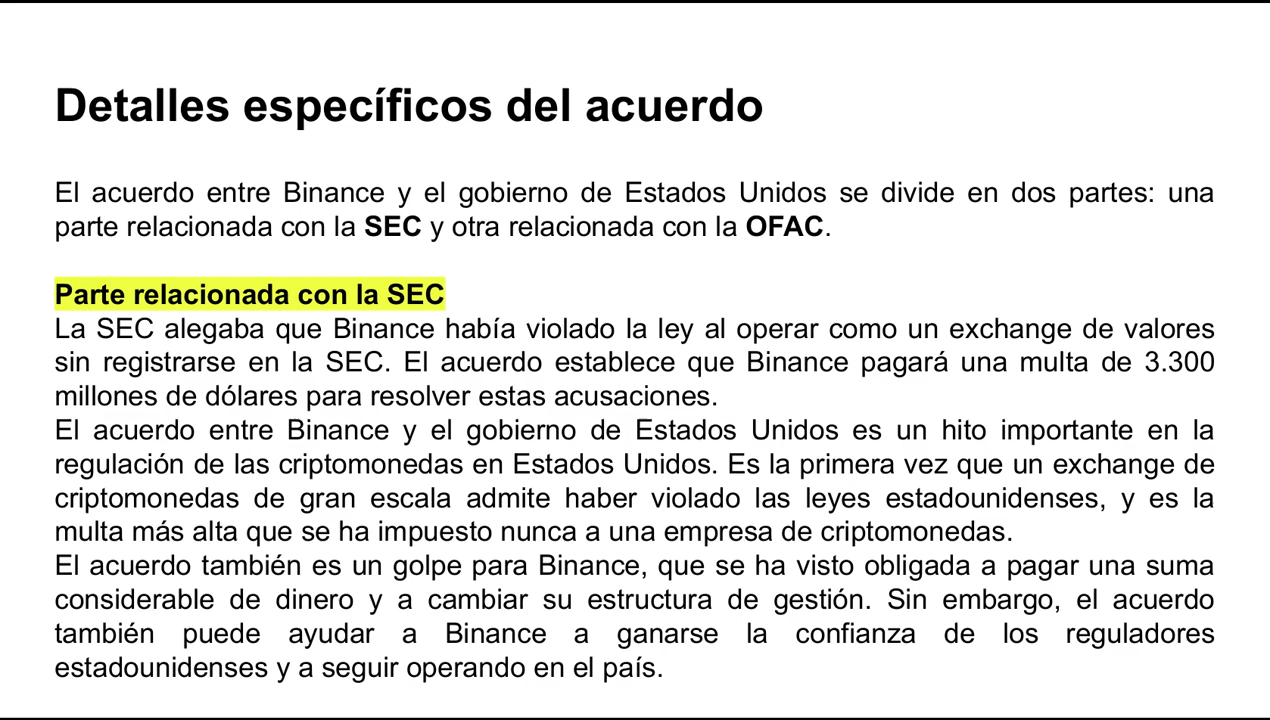 Detalles específicos del acuerdo
El acuerdo entre Binance y el gobierno de Estados Unidos se divide en dos partes: una
parte relacionada con la SEC y otra relacionada con la OFAC.
Parte relacionada con la SEC
La SEC alegaba que Binance había violado la ley al operar como un exchange de valores
sin registrarse en la SEC. El acuerdo establece que Binance pagará una multa de 3.300
millones de dólares para resolver estas acusaciones.
El acuerdo entre Binance y el gobierno de Estados Unidos es un hito importante en la
regulación de las criptomonedas en Estados Unidos. Es la primera vez que un exchange de
criptomonedas de gran escala admite haber violado las leyes estadounidenses, y es la
multa más alta que se ha impuesto nunca a una empresa de criptomonedas.
El acuerdo también es un golpe para Binance, que se ha visto obligada a pagar una suma
considerable de dinero y a cambiar su estructura de gestión. Sin embargo, el acuerdo
también puede ayudar a Binance a ganarse la confianza de los reguladores
estadounidenses y a seguir operando en el país.